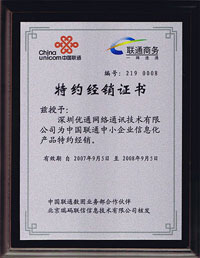 China unicom中国联通
联通商务
一样连通
编号：219 0008
特约经销证书
兹授予：
深圳优通网络通讯技术有限
公司为中国联通中小企业信息化
产品特约经销。
有效期 自 2007年9月5日 至 2008年9月5日
中国联通数固业务部合作伙伴
北京瑞码联信信息技术有限公司核发